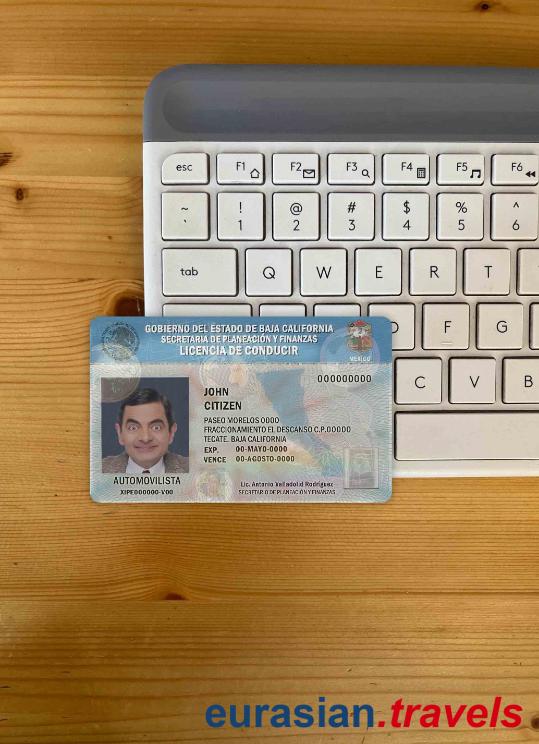 esc F1 F2 F3 F4 F5 F6
~ ! @ # $ % ^
` 1 2 3 4 5 6
tab Q W E R T
D F G
C V B
GOBIERNO DEL ESTADO DE BAJA CALIFORNIA
SECRETARIA DE PLANEACIÓN Y FINANZAS
LICENCIA DE CONDUCIR
MÉXICO
000000000
JOHN
CITIZEN
PASEO MORELOS 0000
FRACCIONAMIENTO EL DESCANSO C.P.00000
TECATE. BAJA CALIFORNIA
EXP. 00-MAYO-0000
VENCE 00-AGOSTO-0000
AUTOMOVILISTA
XIPE000000-V00
Lic. Antonio Valladolid Rodríguez
SECRETARIO DE PLANEACIÓN Y FINANZAS
eurasian.travels